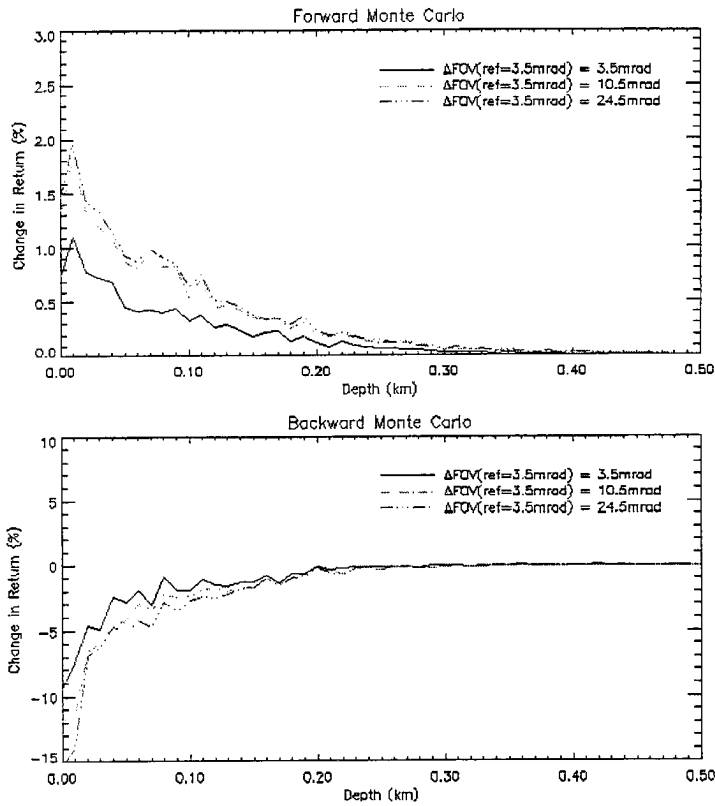 Forward Monte Carlo
3.0
2.5
2.0
1.5
1.0
0.5
0.0
Change in Return (%)
ΔFOV(ref=3.5mrad) = 3.5mrad
ΔFOV(ref=3.5mrad) = 10.5mrad
ΔFOV(ref=3.5mrad) = 24.5mrad
0.00 0.10 0.20 0.30 0.40 0.50
Depth (km)
Backward Monte Carlo
10
5
0
-5
-10
-15
Change in Return (%)
ΔFOV(ref=3.5mrad) = 3.5mrad
ΔFOV(ref=3.5mrad) = 10.5mrad
ΔFOV(ref=3.5mrad) = 24.5mrad
0.00 0.10 0.20 0.30 0.40 0.50
Depth (km)